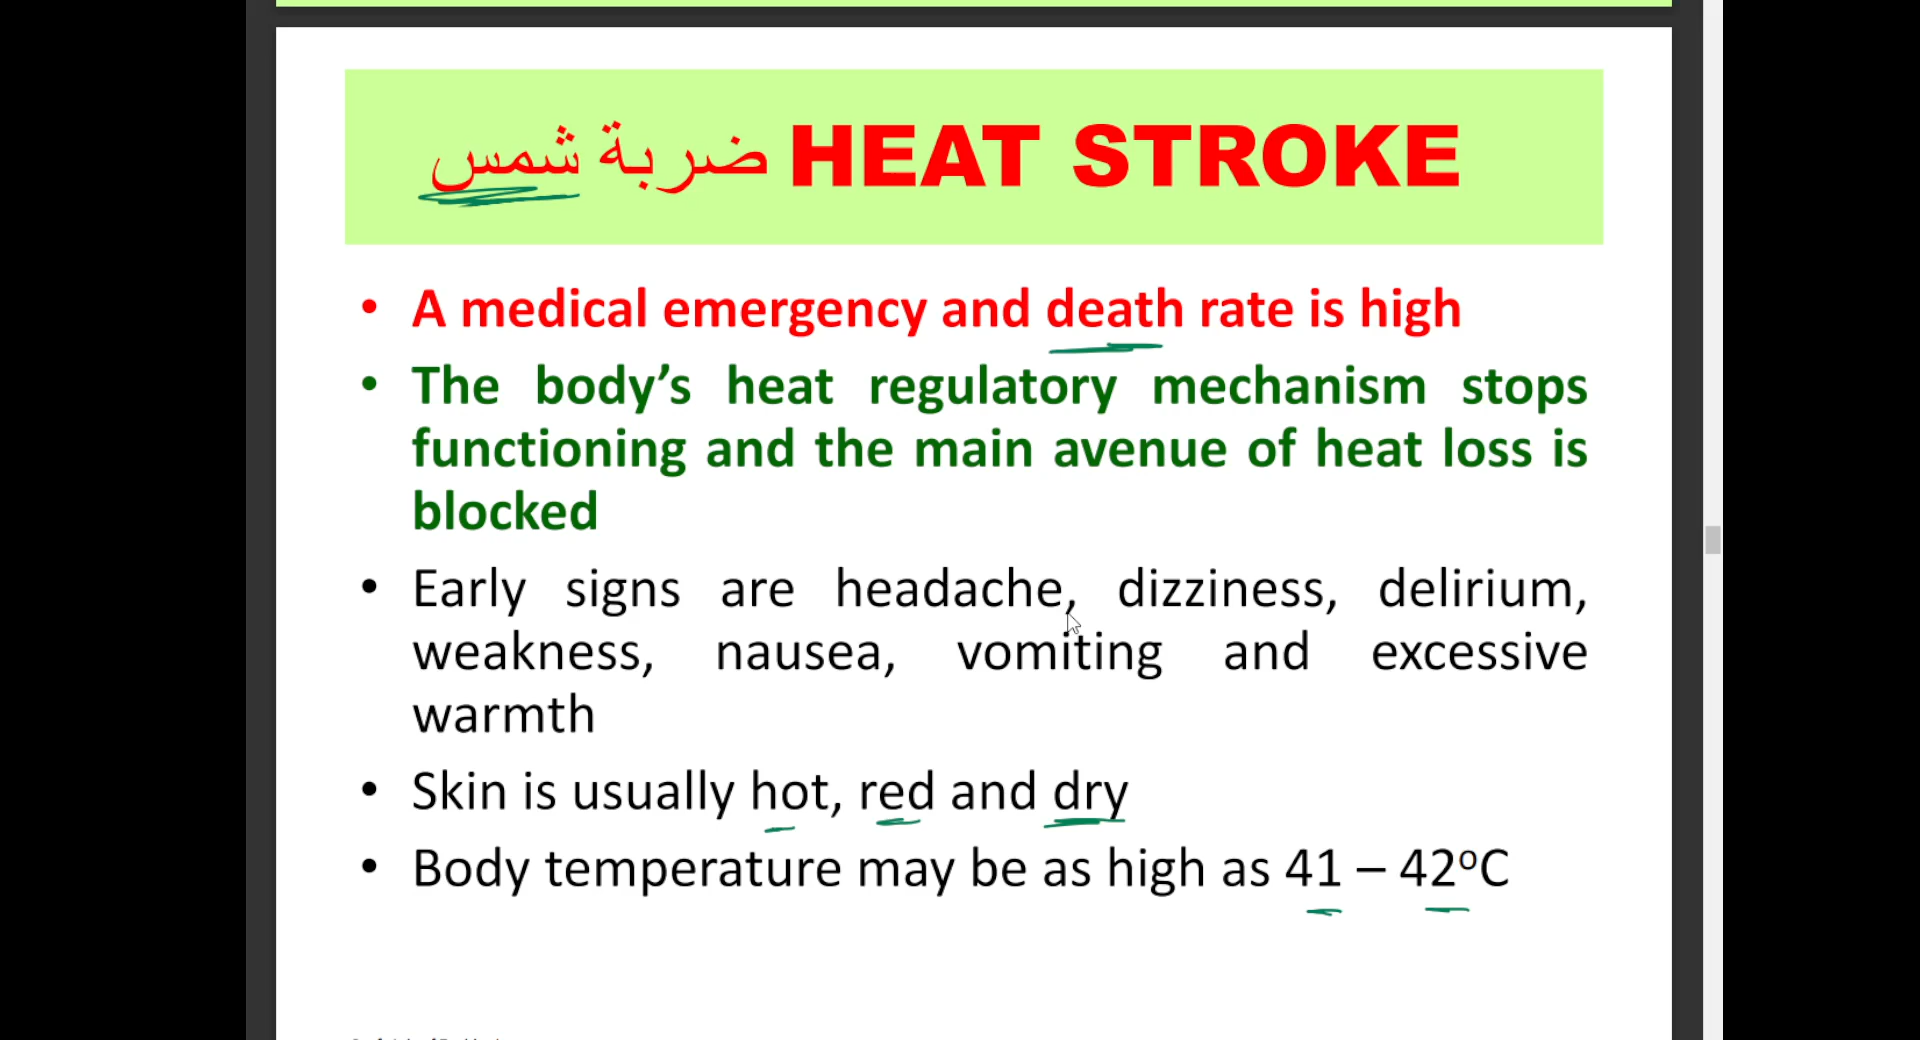 ضربة شمس HEAT STROKE
• A medical emergency and death rate is high
• The body’s heat regulatory mechanism stops
functioning and the main avenue of heat loss is
blocked
• Early signs are headache, dizziness, delirium,
weakness, nausea, vomiting and excessive
warmth
• Skin is usually hot, red and dry
• Body temperature may be as high as 41 – 42ºC